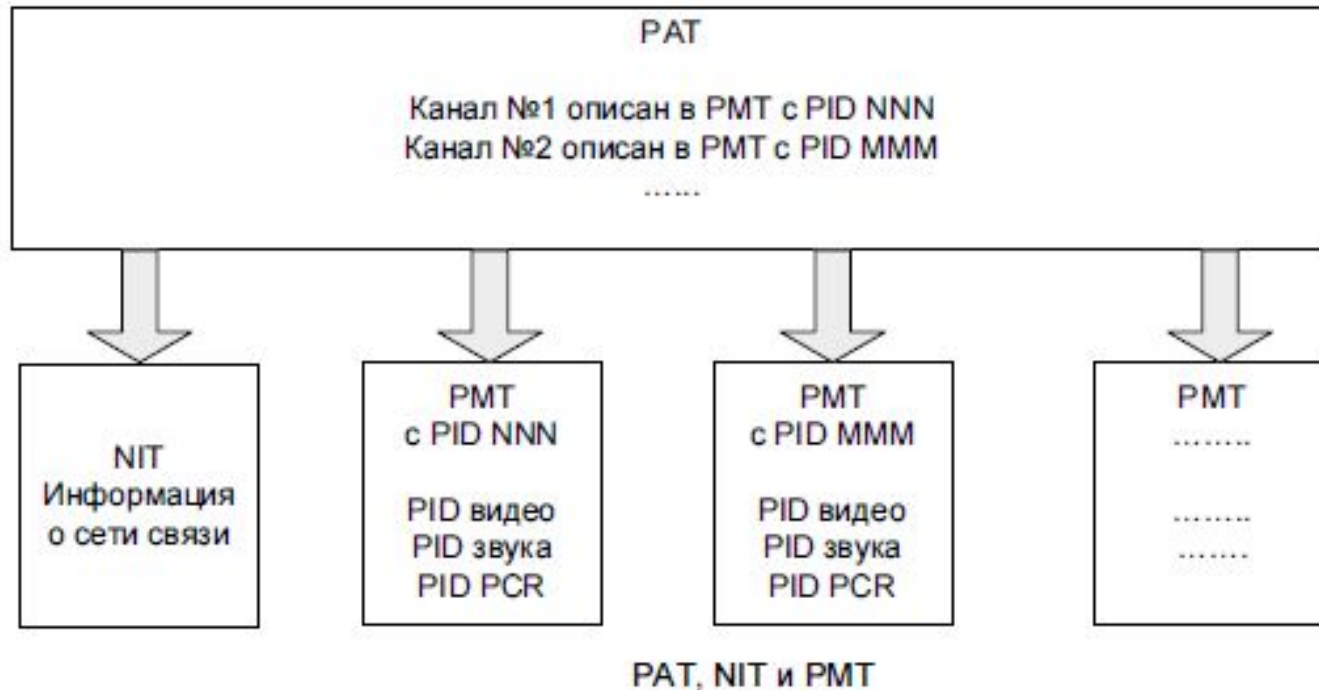 PAT
Канал №1 описан в PMT с PID NNN
Канал №2 описан в PMT с PID MMM
......
NIT
Информация
о сети связи
PMT
с PID NNN
PID видео
PID звука
PID PCR
PMT
с PID MMM
PID видео
PID звука
PID PCR
PMT
........
........
.......
PAT, NIT и PMT